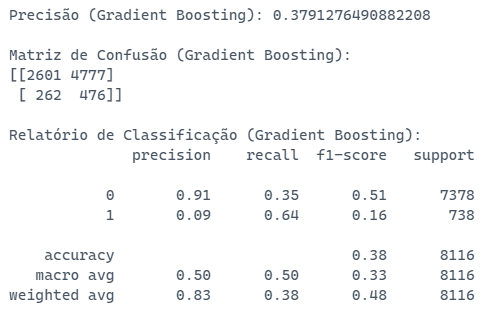 Precisão (Gradient Boosting): 0.3791276490882208
Matriz de Confusão (Gradient Boosting):
[[2601 4777]
 [ 262  476]]
Relatório de Classificação (Gradient Boosting):
              precision    recall  f1-score   support
           0       0.91      0.35      0.51      7378
           1       0.09      0.64      0.16       738
    accuracy                           0.38      8116
   macro avg       0.50      0.50      0.33      8116
weighted avg       0.83      0.38      0.48      8116